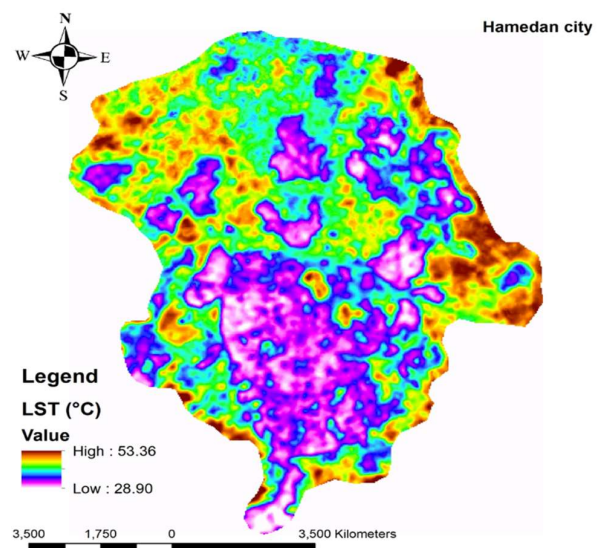 Hamedan city
N
W E
S
Legend
LST (°C)
Value
High : 53.36
Low : 28.90
3,500 1,750 0 3,500 Kilometers